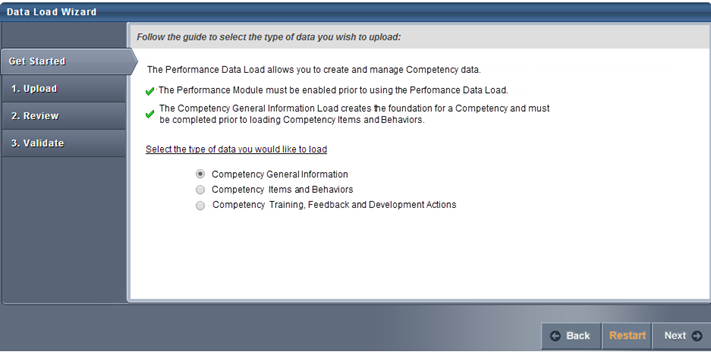 Data Load Wizard
Follow the guide to select the type of data you wish to upload:
Get Started
1. Upload
2. Review
3. Validate
The Performance Data Load allows you to create and manage Competency data.
The Performance Module must be enabled prior to using the Perfomance Data Load.
The Competency General Information Load creates the foundation for a Competency and must
be completed prior to loading Competency Items and Behaviors.
Select the type of data you would like to load
Competency General Information
Competency Items and Behaviors
Competency Training, Feedback and Development Actions
Back Restart Next